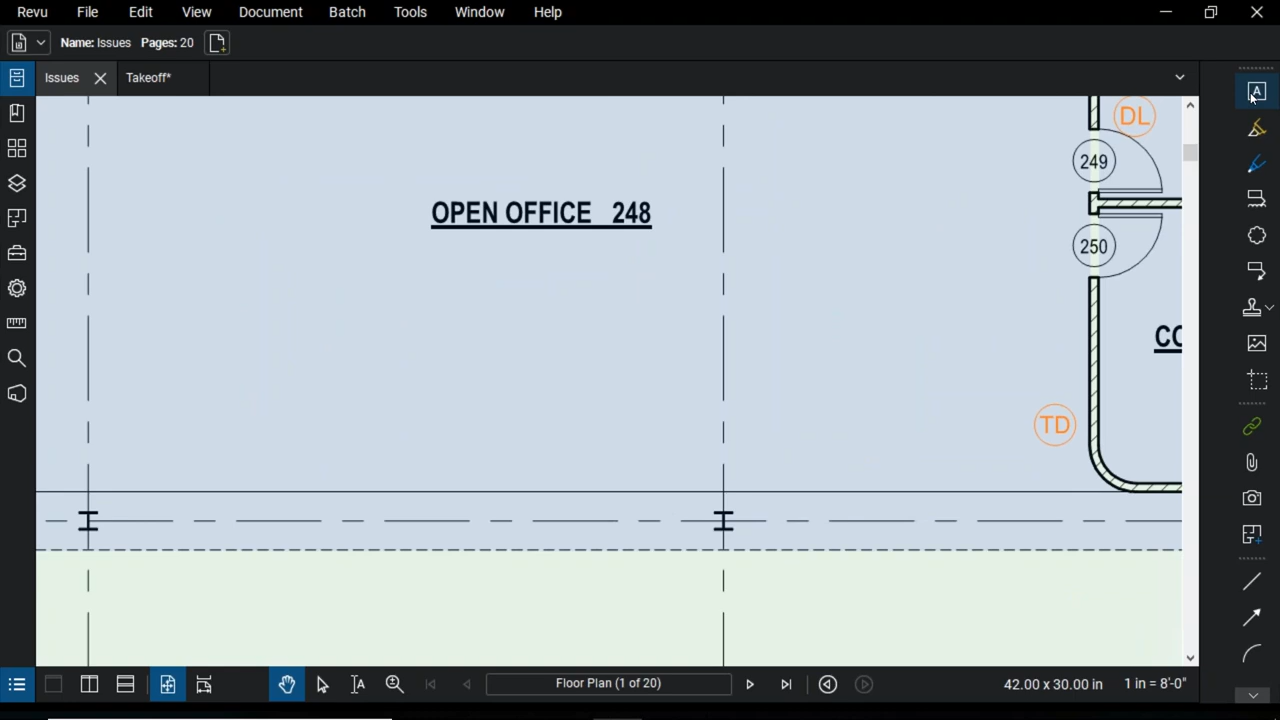 Revu File Edit View Document Batch Tools Window Help
Name: Issues Pages: 20
Issues Takeoff*
DL
249
OPEN OFFICE 248
250
CO
TD
Floor Plan (1 of 20) 42.00 x 30.00 in 1 in = 8'-0"